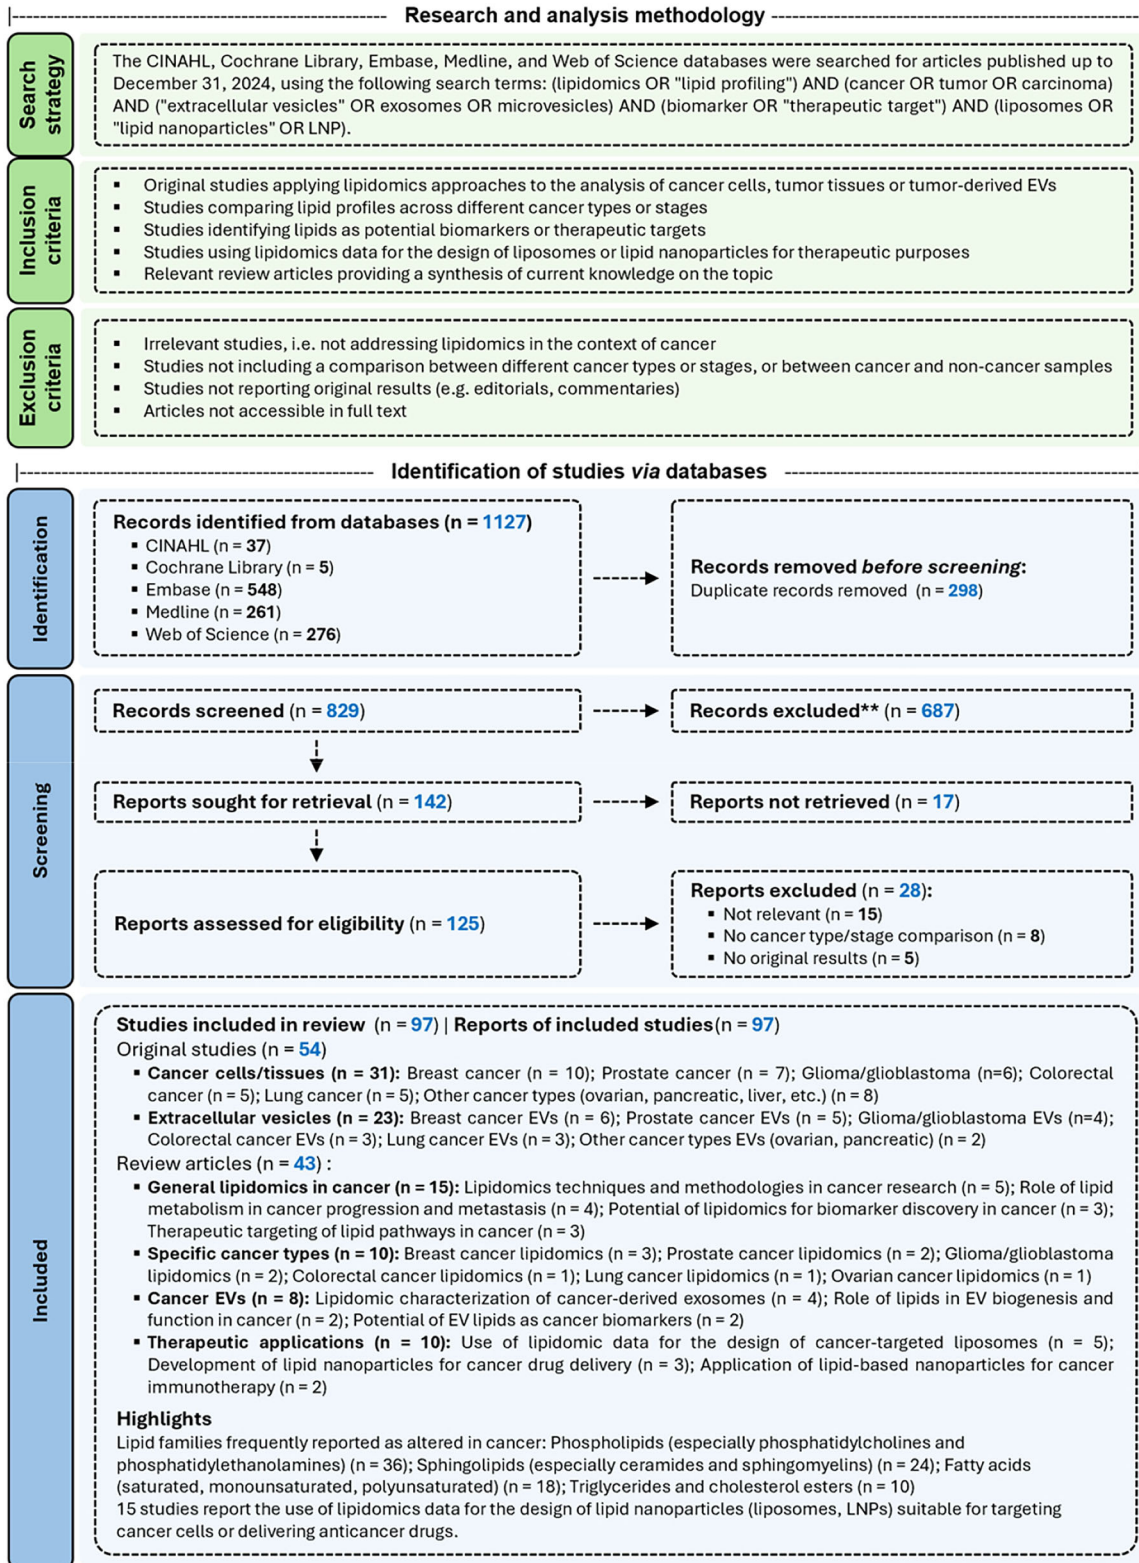 Research and analysis methodology
Search strategy
The CINAHL, Cochrane Library, Embase, Medline, and Web of Science databases were searched for articles published up to
December 31, 2024, using the following search terms: (lipidomics OR "lipid profiling") AND (cancer OR tumor OR carcinoma)
AND ("extracellular vesicles" OR exosomes OR microvesicles) AND (biomarker OR "therapeutic target") AND (liposomes OR
"lipid nanoparticles" OR LNP).
Inclusion criteria
▪ Original studies applying lipidomics approaches to the analysis of cancer cells, tumor tissues or tumor-derived EVs
▪ Studies comparing lipid profiles across different cancer types or stages
▪ Studies identifying lipids as potential biomarkers or therapeutic targets
▪ Studies using lipidomics data for the design of liposomes or lipid nanoparticles for therapeutic purposes
▪ Relevant review articles providing a synthesis of current knowledge on the topic
Exclusion criteria
▪ Irrelevant studies, i.e. not addressing lipidomics in the context of cancer
▪ Studies not including a comparison between different cancer types or stages, or between cancer and non-cancer samples
▪ Studies not reporting original results (e.g. editorials, commentaries)
▪ Articles not accessible in full text
Identification of studies via databases
Identification
Records identified from databases (n = 1127)
▪ CINAHL (n = 37)
▪ Cochrane Library (n = 5)
▪ Embase (n = 548)
▪ Medline (n = 261)
▪ Web of Science (n = 276)
Records removed before screening:
Duplicate records removed (n = 298)
Screening
Records screened (n = 829)
Records excluded** (n = 687)
Reports sought for retrieval (n = 142)
Reports not retrieved (n = 17)
Reports assessed for eligibility (n = 125)
Reports excluded (n = 28):
▪ Not relevant (n = 15)
▪ No cancer type/stage comparison (n = 8)
▪ No original results (n = 5)
Included
Studies included in review (n = 97) | Reports of included studies(n = 97)
Original studies (n = 54)
▪ Cancer cells/tissues (n = 31): Breast cancer (n = 10); Prostate cancer (n = 7); Glioma/glioblastoma (n=6); Colorectal
cancer (n = 5); Lung cancer (n = 5); Other cancer types (ovarian, pancreatic, liver, etc.) (n = 8)
▪ Extracellular vesicles (n = 23): Breast cancer EVs (n = 6); Prostate cancer EVs (n = 5); Glioma/glioblastoma EVs (n=4);
Colorectal cancer EVs (n = 3); Lung cancer EVs (n = 3); Other cancer types EVs (ovarian, pancreatic) (n = 2)
Review articles (n = 43) :
▪ General lipidomics in cancer (n = 15): Lipidomics techniques and methodologies in cancer research (n = 5); Role of lipid
metabolism in cancer progression and metastasis (n = 4); Potential of lipidomics for biomarker discovery in cancer (n = 3);
Therapeutic targeting of lipid pathways in cancer (n = 3)
▪ Specific cancer types (n = 10): Breast cancer lipidomics (n = 3); Prostate cancer lipidomics (n = 2); Glioma/glioblastoma
lipidomics (n = 2); Colorectal cancer lipidomics (n = 1); Lung cancer lipidomics (n = 1); Ovarian cancer lipidomics (n = 1)
▪ Cancer EVs (n = 8): Lipidomic characterization of cancer-derived exosomes (n = 4); Role of lipids in EV biogenesis and
function in cancer (n = 2); Potential of EV lipids as cancer biomarkers (n = 2)
▪ Therapeutic applications (n = 10): Use of lipidomic data for the design of cancer-targeted liposomes (n = 5);
Development of lipid nanoparticles for cancer drug delivery (n = 3); Application of lipid-based nanoparticles for cancer
immunotherapy (n = 2)
Highlights
Lipid families frequently reported as altered in cancer: Phospholipids (especially phosphatidylcholines and
phosphatidylethanolamines) (n = 36); Sphingolipids (especially ceramides and sphingomyelins) (n = 24); Fatty acids
(saturated, monounsaturated, polyunsaturated) (n = 18); Triglycerides and cholesterol esters (n = 10)
15 studies report the use of lipidomics data for the design of lipid nanoparticles (liposomes, LNPs) suitable for targeting
cancer cells or delivering anticancer drugs.